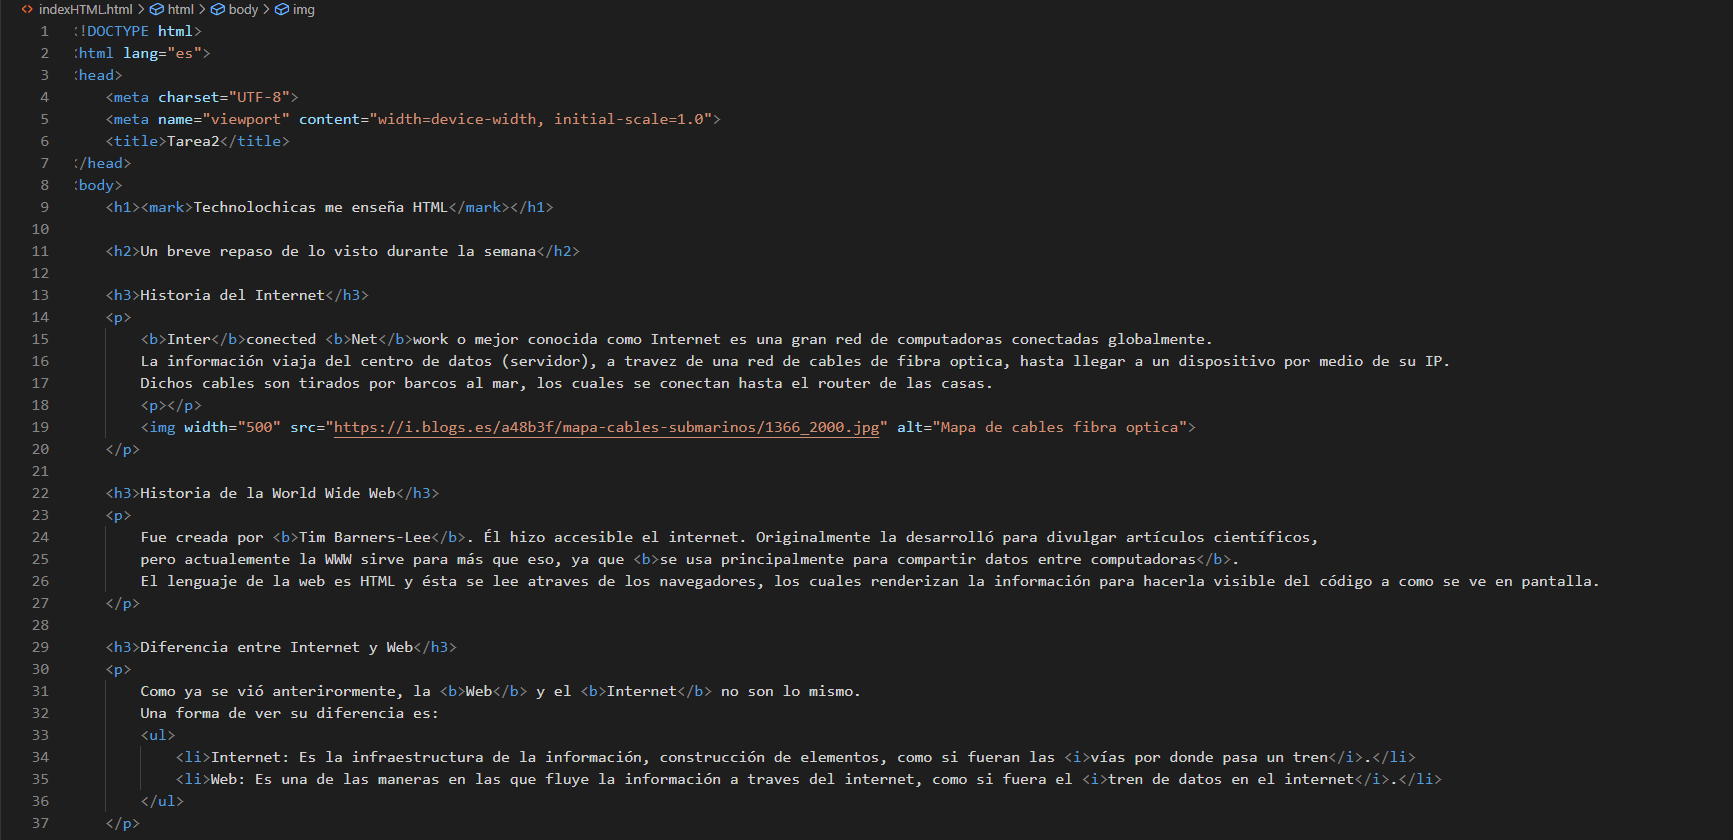 indexHTML.html > html > body > img
1 <!DOCTYPE html>
2 <html lang="es">
3 <head>
4 <meta charset="UTF-8">
5 <meta name="viewport" content="width=device-width, initial-scale=1.0">
6 <title>Tarea2</title>
7 </head>
8 <body>
9 <h1><mark>Technolochicas me enseña HTML</mark></h1>
10
11 <h2>Un breve repaso de lo visto durante la semana</h2>
12
13 <h3>Historia del Internet</h3>
14 <p>
15 <b>Inter</b>conected <b>Net</b>work o mejor conocida como Internet es una gran red de computadoras conectadas globalmente.
16 La información viaja del centro de datos (servidor), a travez de una red de cables de fibra optica, hasta llegar a un dispositivo por medio de su IP.
17 Dichos cables son tirados por barcos al mar, los cuales se conectan hasta el router de las casas.
18 <p></p>
19 <img width="500" src="https://i.blogs.es/a48b3f/mapa-cables-submarinos/1366_2000.jpg" alt="Mapa de cables fibra optica">
20 </p>
21
22 <h3>Historia de la World Wide Web</h3>
23 <p>
24 Fue creada por <b>Tim Barners-Lee</b>. Él hizo accesible el internet. Originalmente la desarrolló para divulgar artículos científicos,
25 pero actualemente la WWW sirve para más que eso, ya que <b>se usa principalmente para compartir datos entre computadoras</b>.
26 El lenguaje de la web es HTML y ésta se lee atraves de los navegadores, los cuales renderizan la información para hacerla visible del código a como se ve en pantalla.
27 </p>
28
29 <h3>Diferencia entre Internet y Web</h3>
30 <p>
31 Como ya se vió anterirormente, la <b>Web</b> y el <b>Internet</b> no son lo mismo.
32 Una forma de ver su diferencia es:
33 <ul>
34 <li>Internet: Es la infraestructura de la información, construcción de elementos, como si fueran las <i>vías por donde pasa un tren</i>.</li>
35 <li>Web: Es una de las maneras en las que fluye la información a traves del internet, como si fuera el <i>tren de datos en el internet</i>.</li>
36 </ul>
37 </p>